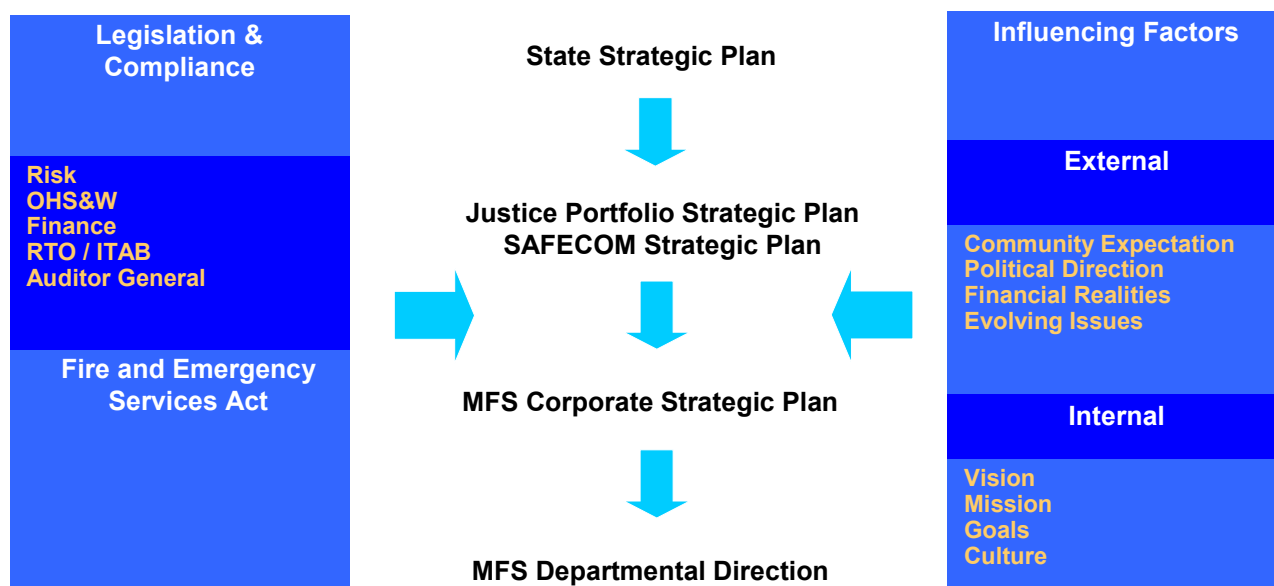 Legislation &
Compliance
Risk
OHS&W
Finance
RTO / ITAB
Auditor General
Fire and Emergency
Services Act
State Strategic Plan
Justice Portfolio Strategic Plan
SAFECOM Strategic Plan
MFS Corporate Strategic Plan
MFS Departmental Direction
Influencing Factors
External
Community Expectation
Political Direction
Financial Realities
Evolving Issues
Internal
Vision
Mission
Goals
Culture